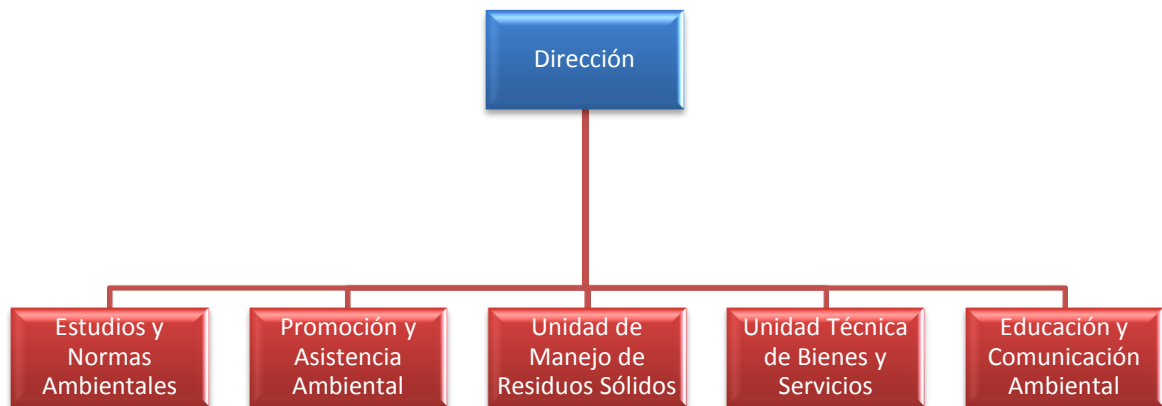 Dirección
Estudios y
Normas
Ambientales
Promoción y
Asistencia
Ambiental
Unidad de
Manejo de
Residuos Sólidos
Unidad Técnica
de Bienes y
Servicios
Educación y
Comunicación
Ambiental